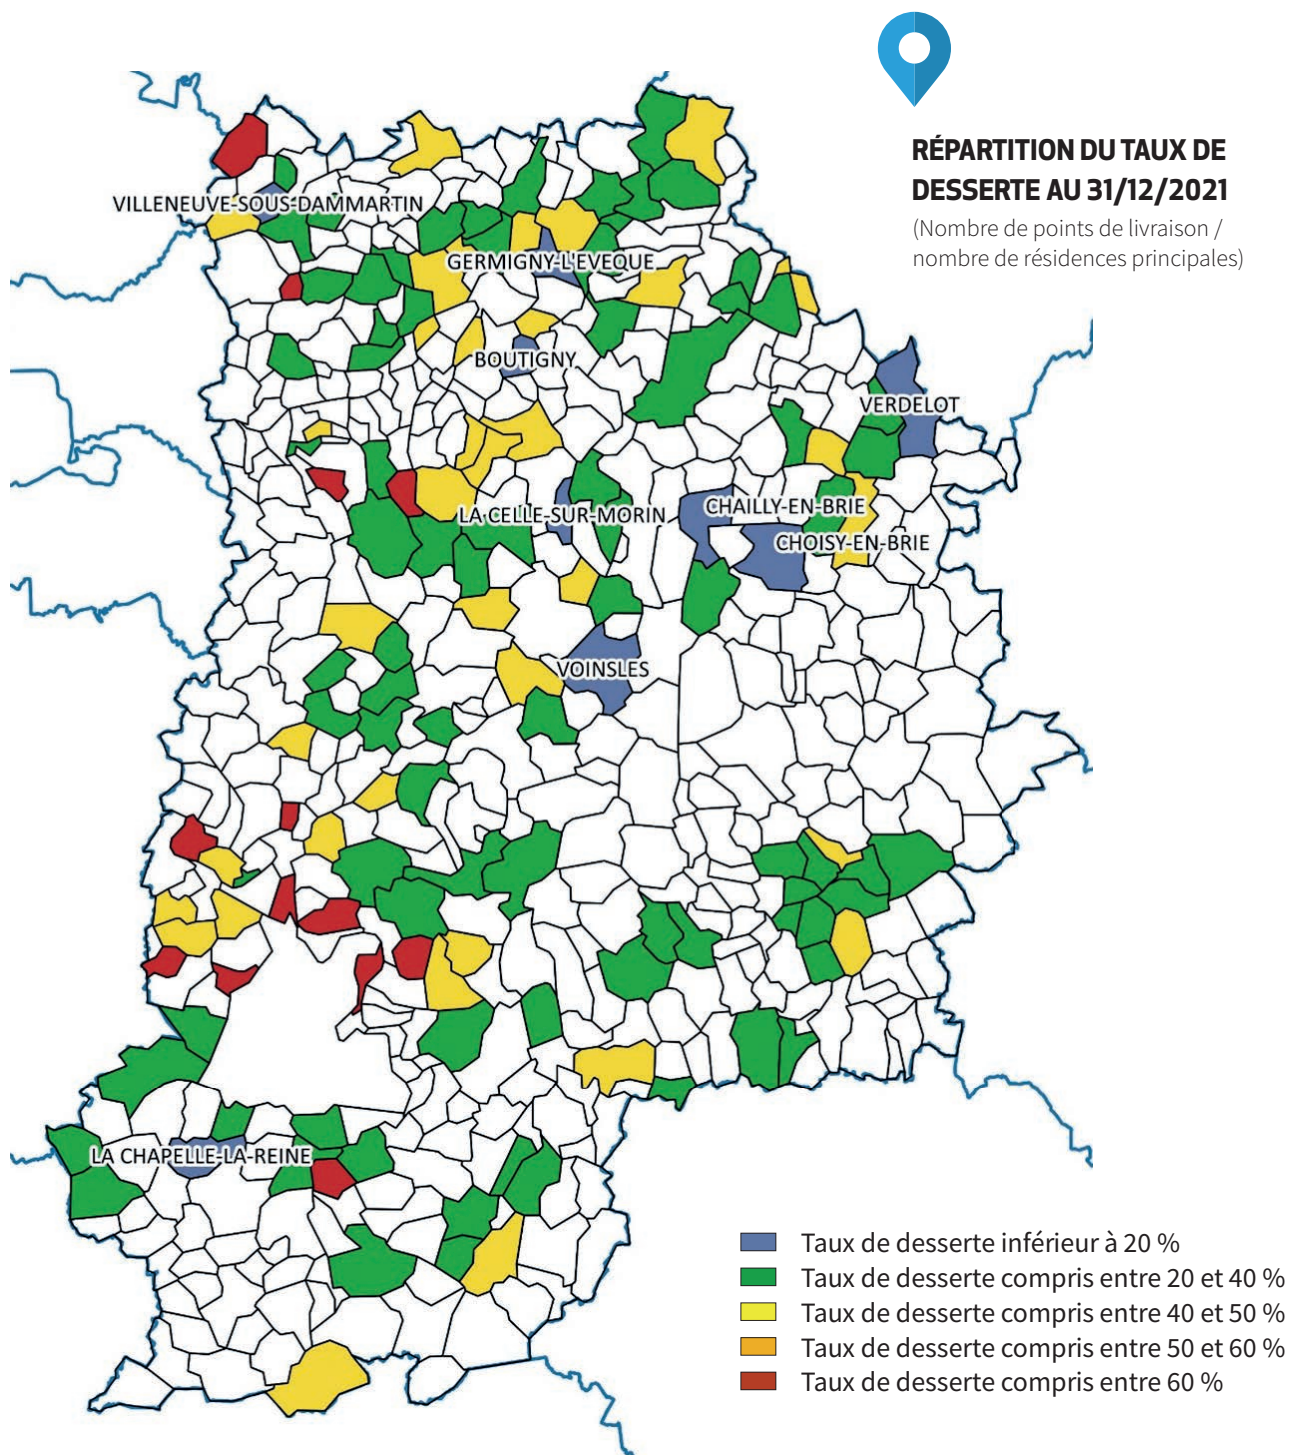 RÉPARTITION DU TAUX DE
DESSERTE AU 31/12/2021
(Nombre de points de livraison /
nombre de résidences principales)
VILLENEUVE-SOUS-DAMMARTIN
GERMIGNY-L'EVEQUE
BOUTIGNY
VERDELOT
LA CELLE-SUR-MORIN
CHAILLY-EN-BRIE
CHOISY-EN-BRIE
VOINSLES
LA CHAPELLE-LA-REINE
Taux de desserte inférieur à 20 %
Taux de desserte compris entre 20 et 40 %
Taux de desserte compris entre 40 et 50 %
Taux de desserte compris entre 50 et 60 %
Taux de desserte compris entre 60 %